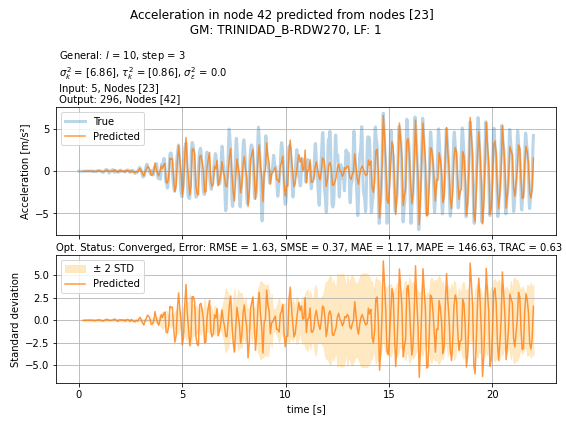 Acceleration in node 42 predicted from nodes [23]
GM: TRINIDAD_B-RDW270, LF: 1
General: l = 10, step = 3
σ_k^2 = [6.86], τ_k^2 = [0.86], σ_ε^2 = 0.0
Input: 5, Nodes [23]
Output: 296, Nodes [42]
Acceleration [m/s²]
5
0
−5
True
Predicted
Opt. Status: Converged, Error: RMSE = 1.63, SMSE = 0.37, MAE = 1.17, MAPE = 146.63, TRAC = 0.63
Standard deviation
5.0
2.5
0.0
−2.5
−5.0
± 2 STD
Predicted
0 5 10 15 20
time [s]